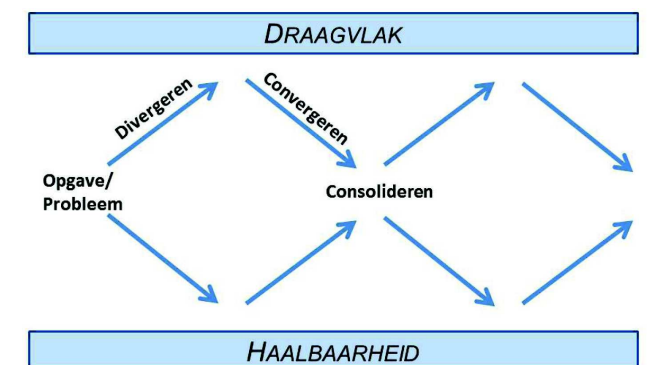 DRAAGVLAK
Divergeren
Convergeren
Opgave/
Probleem
Consolideren
HAALBAARHEID